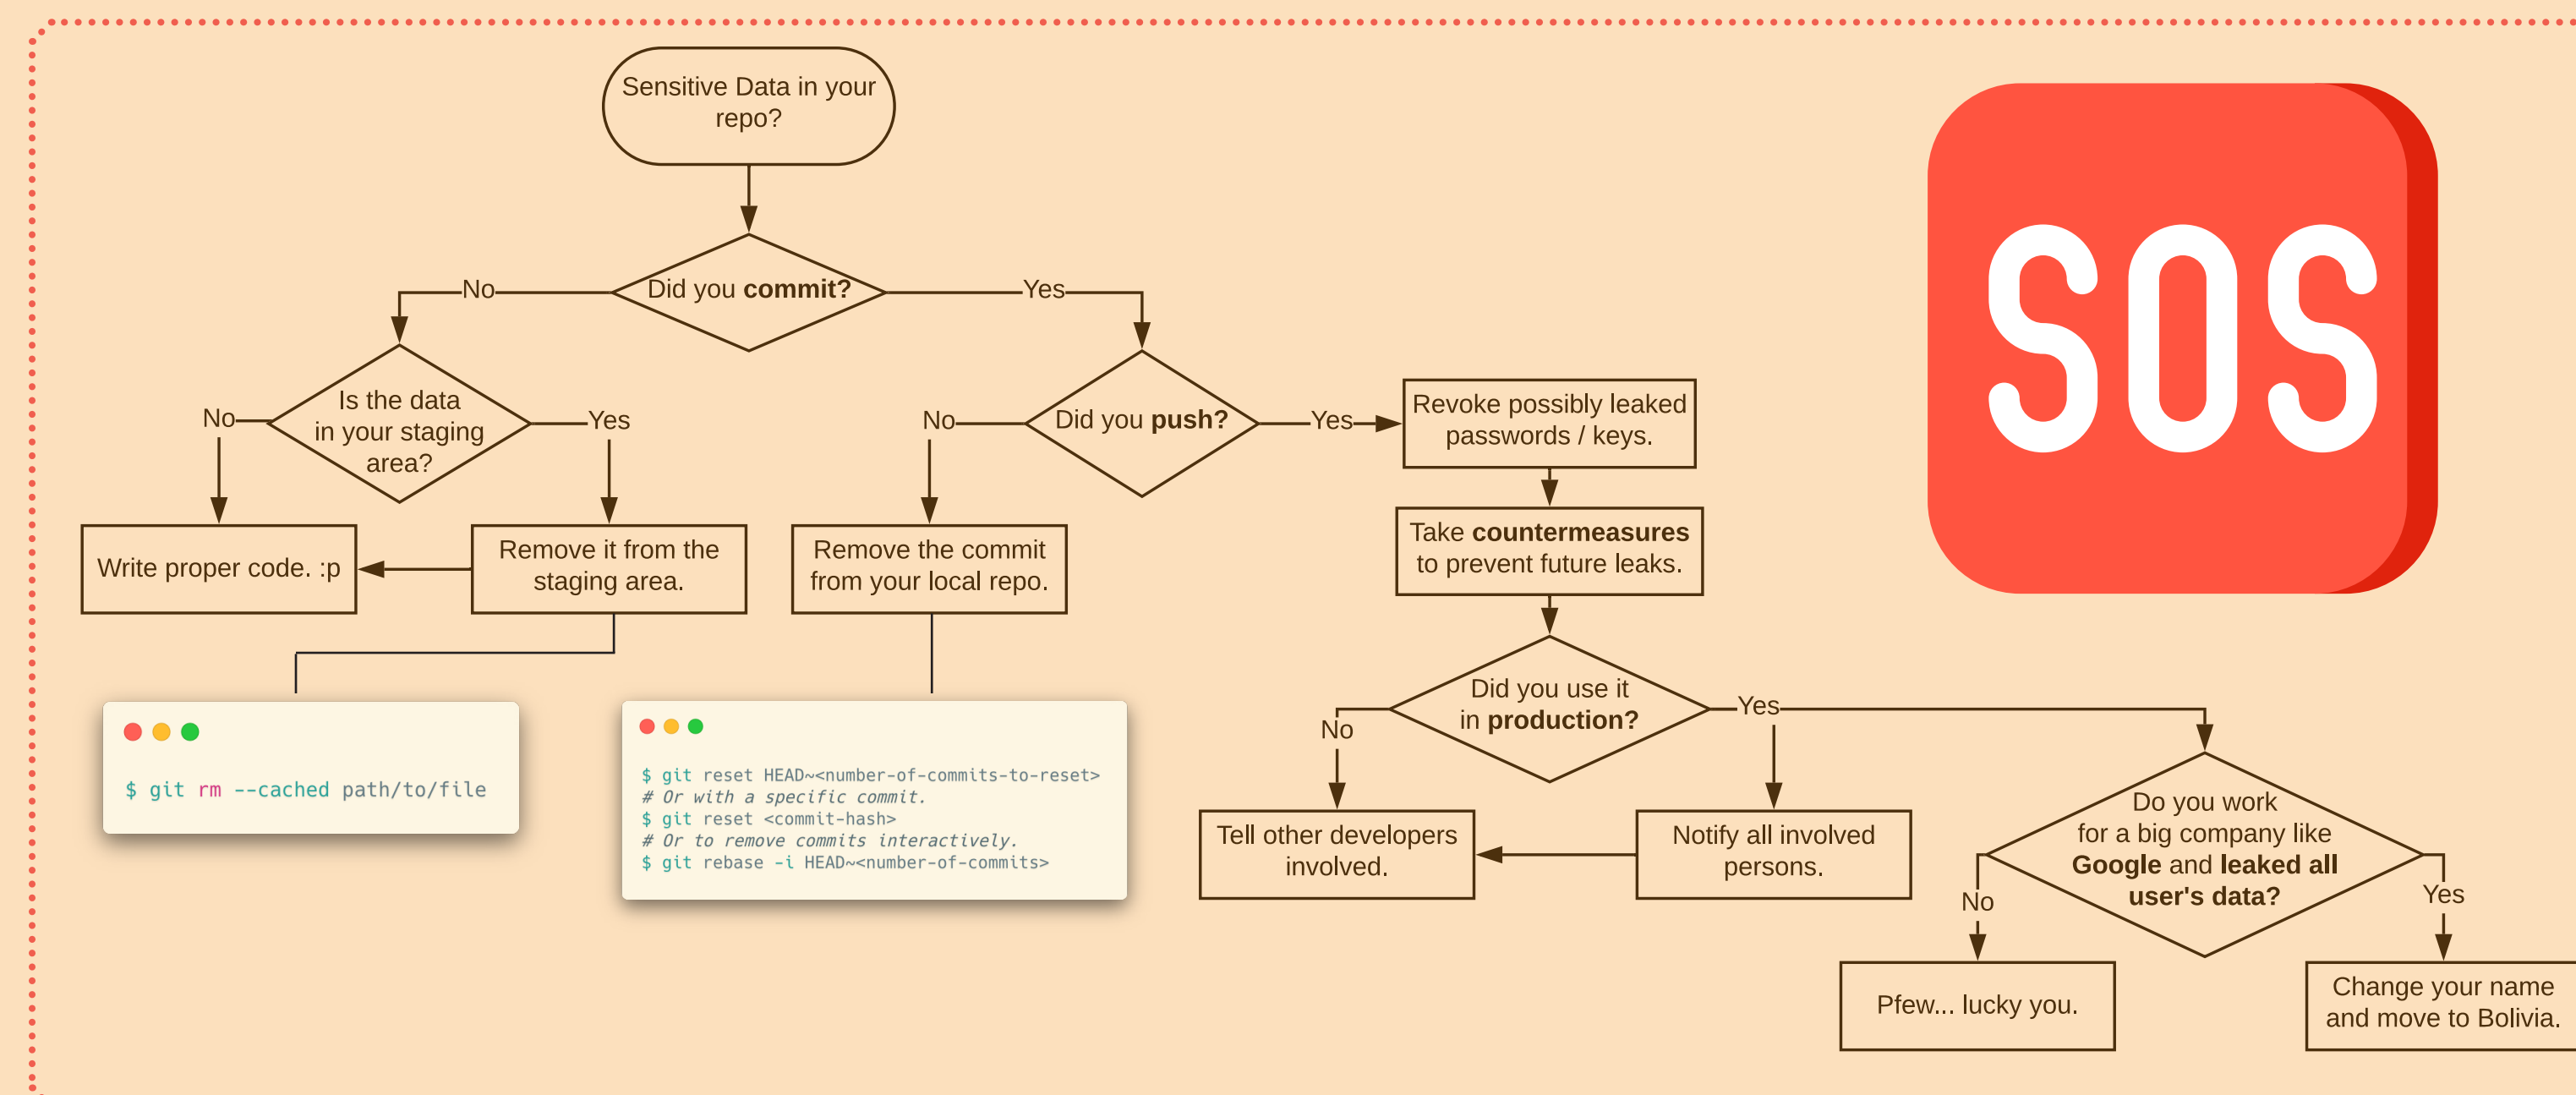 Sensitive Data in your
repo?
SOS
Did you commit?
No
Yes
Is the data
in your staging
area?
No
Yes
Did you push?
No
Yes
Revoke possibly leaked
passwords / keys.
Take countermeasures
to prevent future leaks.
Write proper code. :p
Remove it from the
staging area.
Remove the commit
from your local repo.
$ git rm --cached path/to/file
$ git reset HEAD~<number-of-commits-to-reset>
# Or with a specific commit.
$ git reset <commit-hash>
# Or to remove commits interactively.
$ git rebase -i HEAD~<number-of-commits>
Did you use it
in production?
No
Yes
Tell other developers
involved.
Notify all involved
persons.
Do you work
for a big company like
Google and leaked all
user's data?
No
Yes
Pfew... lucky you.
Change your name
and move to Bolivia.